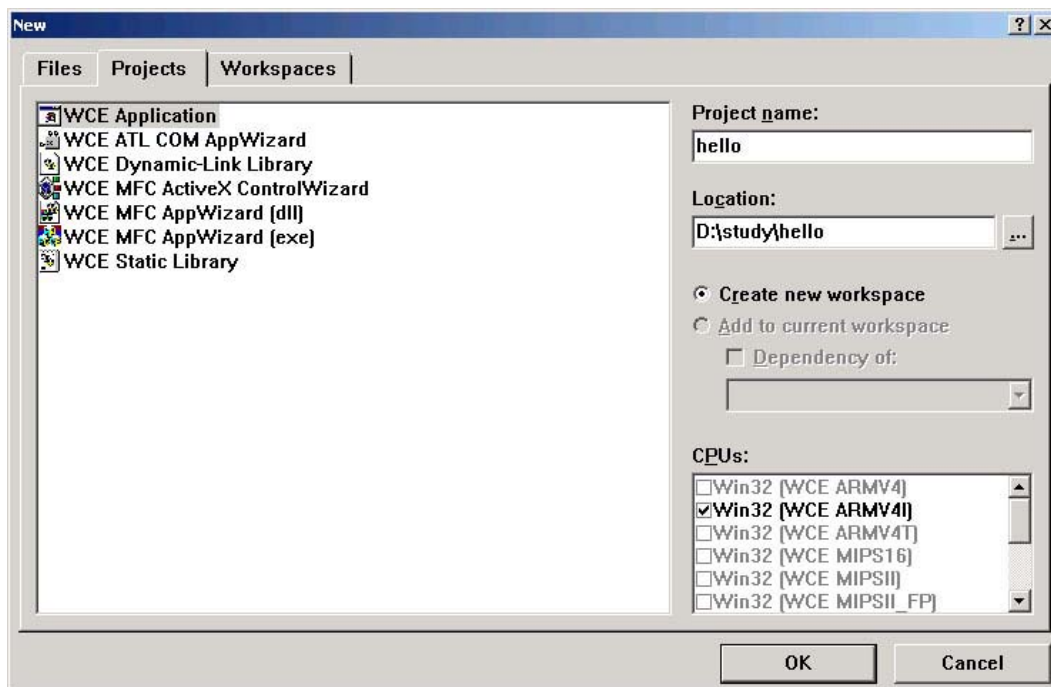 New
Files Projects Workspaces
WCE Application
WCE ATL COM AppWizard
WCE Dynamic-Link Library
WCE MFC ActiveX ControlWizard
WCE MFC AppWizard (dll)
WCE MFC AppWizard (exe)
WCE Static Library
Project name:
hello
Location:
D:\study\hello
...
Create new workspace
Add to current workspace
Dependency of:
CPUs:
Win32 (WCE ARMV4)
Win32 (WCE ARMV4I)
Win32 (WCE ARMV4T)
Win32 (WCE MIPS16)
Win32 (WCE MIPSII)
Win32 (WCE MIPSII_FP)
OK Cancel